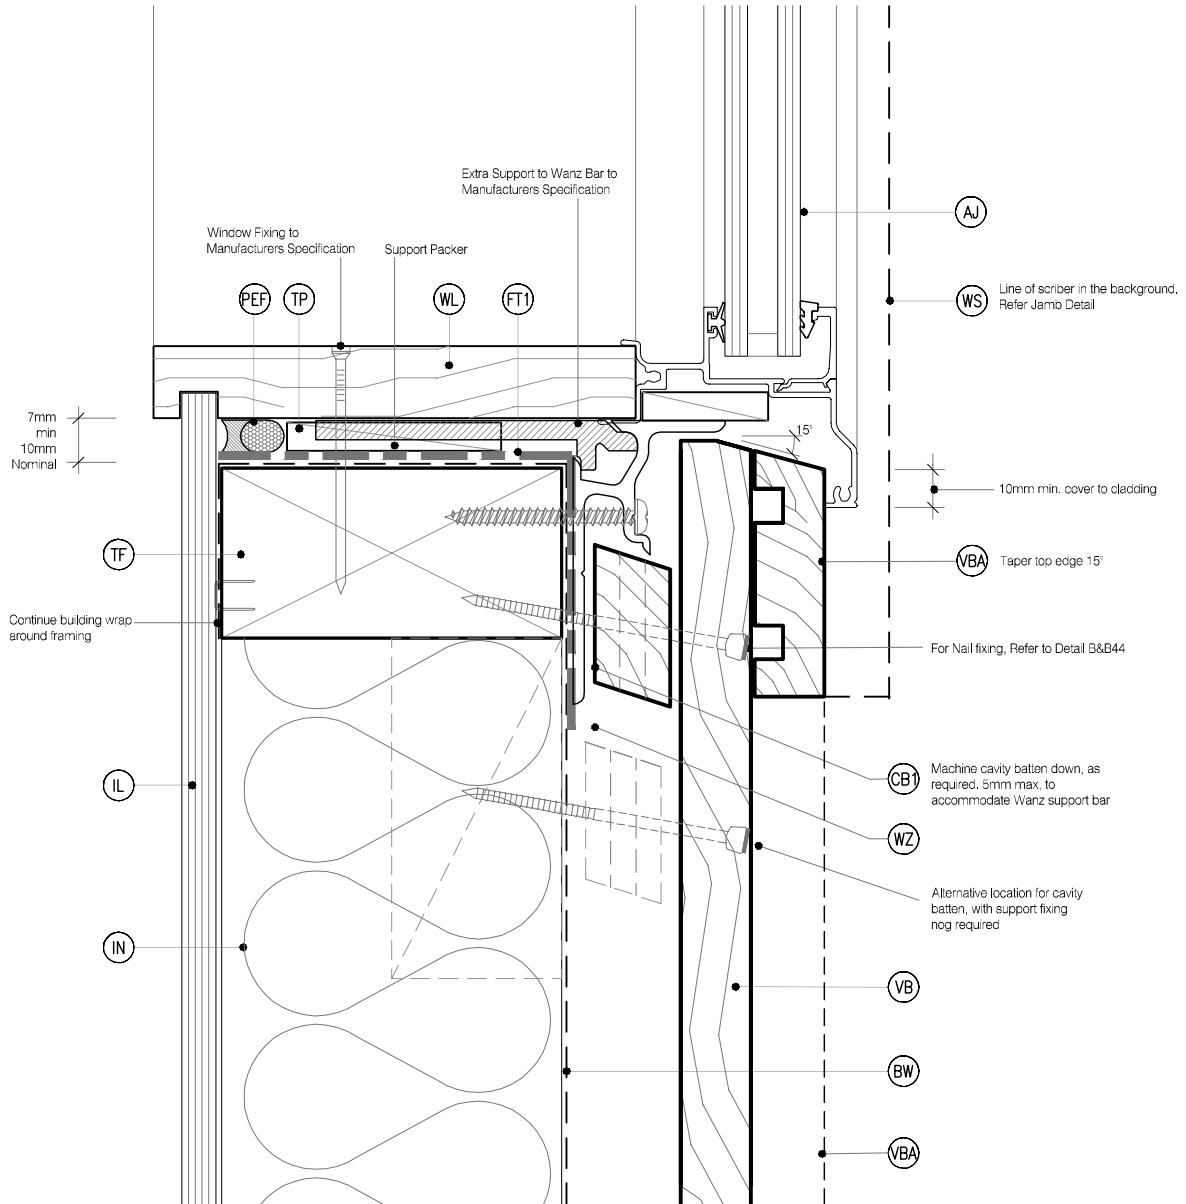 Extra Support to Wanz Bar to
Manufacturers Specification
AJ
Window Fixing to
Manufacturers Specification
Support Packer
PEF
TP
WL
FT1
WS
Line of scriber in the background.
Refer Jamb Detail
7mm
min
10mm
Nominal
15°
10mm min. cover to cladding
TF
VBA
Taper top edge 15°
Continue building wrap
around framing
For Nail fixing, Refer to Detail B&B44
IL
CB1
Machine cavity batten down, as
required. 5mm max, to
accommodate Wanz support bar
WZ
Alternative location for cavity
batten, with support fixing
nog required
IN
VB
BW
VBA